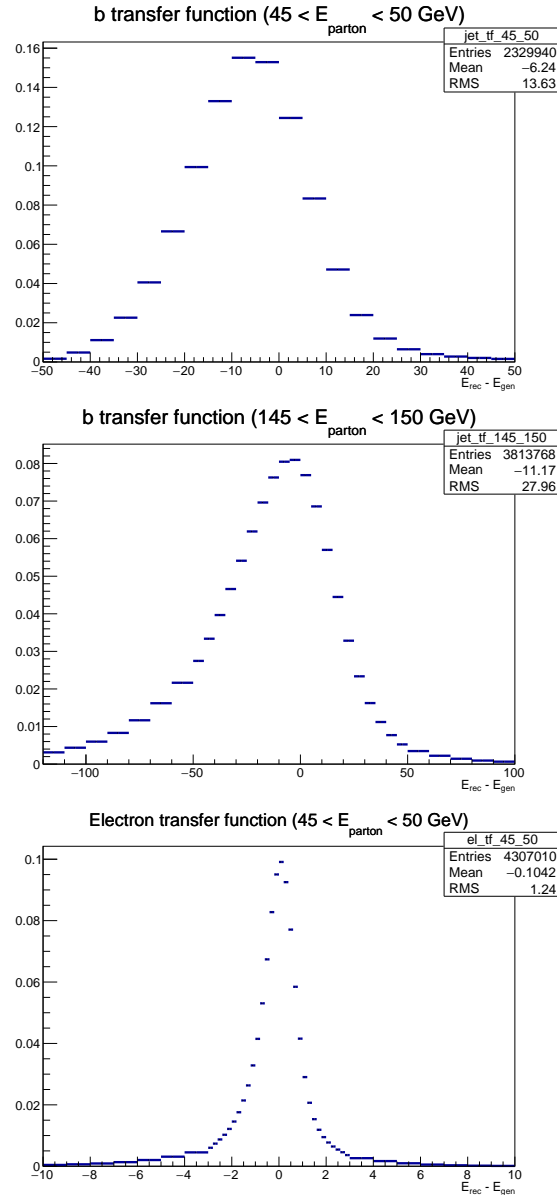 b transfer function (45 < E_parton < 50 GeV)
jet_tf_45_50
Entries 2329940
Mean −6.24
RMS 13.63
0.16
0.14
0.12
0.1
0.08
0.06
0.04
0.02
0
−50 −40 −30 −20 −10 0 10 20 30 40 50
E_rec - E_gen
b transfer function (145 < E_parton < 150 GeV)
jet_tf_145_150
Entries 3813768
Mean −11.17
RMS 27.96
0.08
0.07
0.06
0.05
0.04
0.03
0.02
0.01
0
−100 −50 0 50 100
E_rec - E_gen
Electron transfer function (45 < E_parton < 50 GeV)
el_tf_45_50
Entries 4307010
Mean −0.1042
RMS 1.24
0.1
0.08
0.06
0.04
0.02
0
−10 −8 −6 −4 −2 0 2 4 6 8 10
E_rec - E_gen